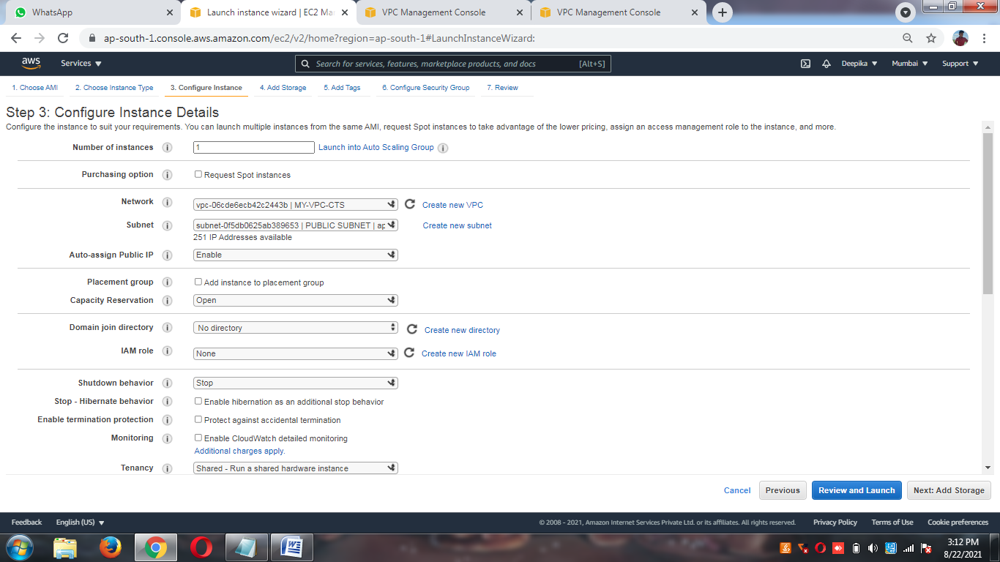 WhatsApp
Launch instance wizard | EC2 Ma
VPC Management Console
VPC Management Console
ap-south-1.console.aws.amazon.com/ec2/v2/home?region=ap-south-1#LaunchInstanceWizard:
aws
Services
Search for services, features, marketplace products, and docs
[Alt+S]
Deepika
Mumbai
Support
1. Choose AMI
2. Choose Instance Type
3. Configure Instance
4. Add Storage
5. Add Tags
6. Configure Security Group
7. Review
Step 3: Configure Instance Details
Configure the instance to suit your requirements. You can launch multiple instances from the same AMI, request Spot instances to take advantage of the lower pricing, assign an access management role to the instance, and more.
Number of instances
1
Launch into Auto Scaling Group
Purchasing option
Request Spot instances
Network
vpc-06cde6ecb42c2443b | MY-VPC-CTS
Create new VPC
Subnet
subnet-0f5db0625ab389653 | PUBLIC SUBNET | ap
Create new subnet
251 IP Addresses available
Auto-assign Public IP
Enable
Placement group
Add instance to placement group
Capacity Reservation
Open
Domain join directory
No directory
Create new directory
IAM role
None
Create new IAM role
Shutdown behavior
Stop
Stop - Hibernate behavior
Enable hibernation as an additional stop behavior
Enable termination protection
Protect against accidental termination
Monitoring
Enable CloudWatch detailed monitoring
Additional charges apply.
Tenancy
Shared - Run a shared hardware instance
Cancel
Previous
Review and Launch
Next: Add Storage
Feedback
English (US)
© 2008 - 2021, Amazon Internet Services Private Ltd. or its affiliates. All rights reserved.
Privacy Policy
Terms of Use
Cookie preferences
3:12 PM
8/22/2021